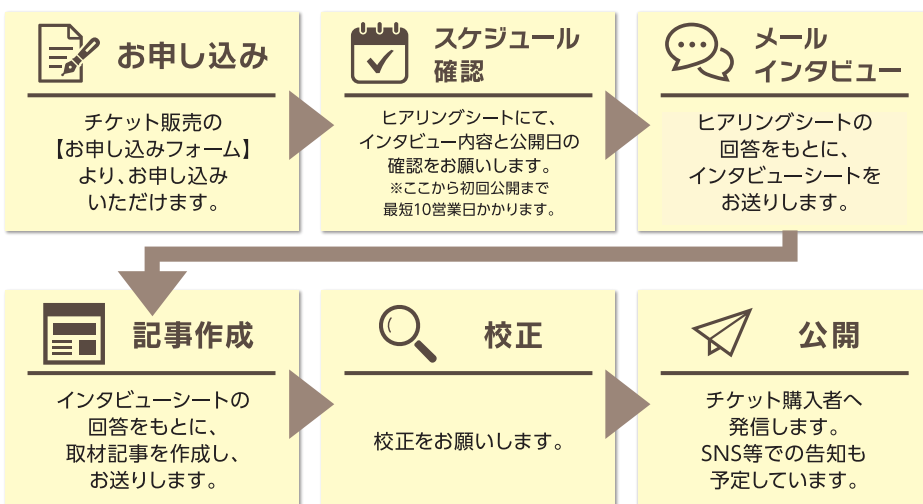 お申し込み
チケット販売の
【お申し込みフォーム】
より、お申し込み
いただけます。
スケジュール
確認
ヒアリングシートにて、
インタビュー内容と公開日の
確認をお願いします。
※ここから初回公開まで
最短10営業日かかります。
メール
インタビュー
ヒアリングシートの
回答をもとに、
インタビューシートを
お送りします。
記事作成
インタビューシートの
回答をもとに、
取材記事を作成し、
お送りします。
校正
校正をお願いします。
公開
チケット購入者へ
発信します。
SNS等での告知も
予定しています。